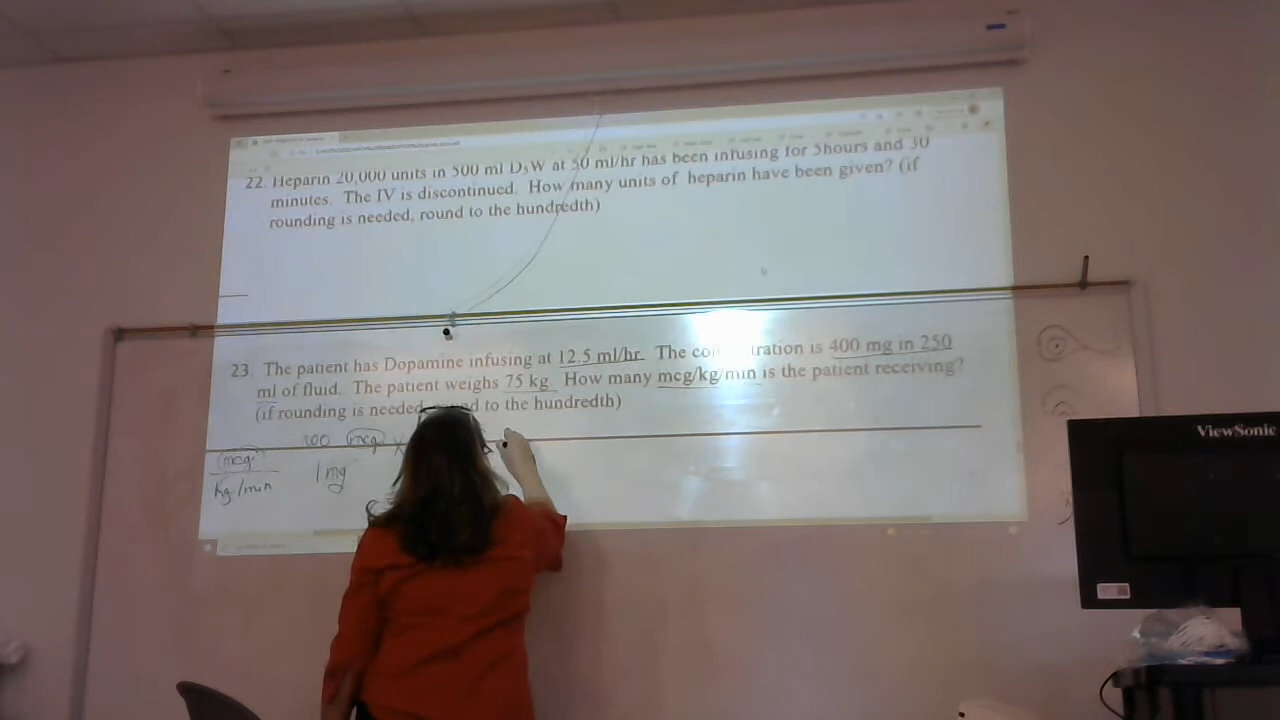 22. Heparin 20,000 units in 500 ml D5W at 50 ml/hr has been infusing for 5hours and 30
minutes. The IV is discontinued. How many units of heparin have been given? (if
rounding is needed, round to the hundredth)
23. The patient has Dopamine infusing at 12.5 ml/hr. The tration is 400 mg in 250
ml of fluid. The patient weighs 75 kg. How many mcg/kg/min is the patient receiving?
(if rounding is needed, to the hundredth)
mcg x
mcg
kg/min
1 mg
ViewSonic